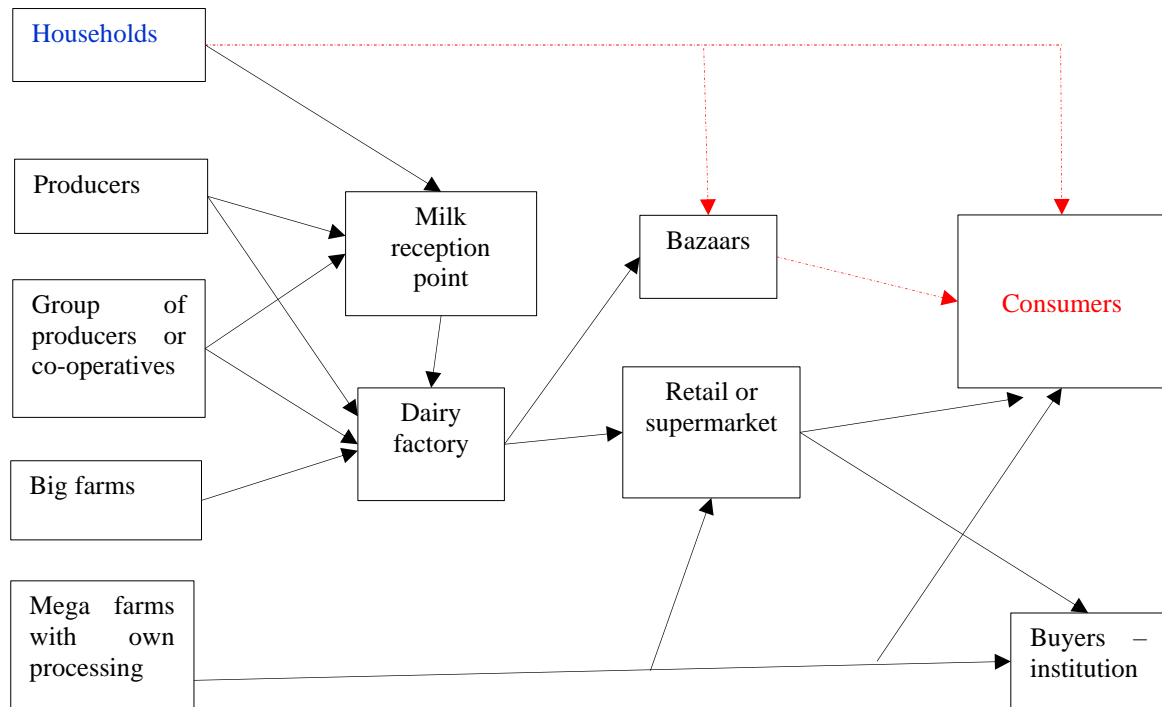 Households
Producers
Milk
reception
point
Bazaars
Consumers
Group of
producers or
co-operatives
Dairy
factory
Retail or
supermarket
Big farms
Mega farms
with own
processing
Buyers –
institution